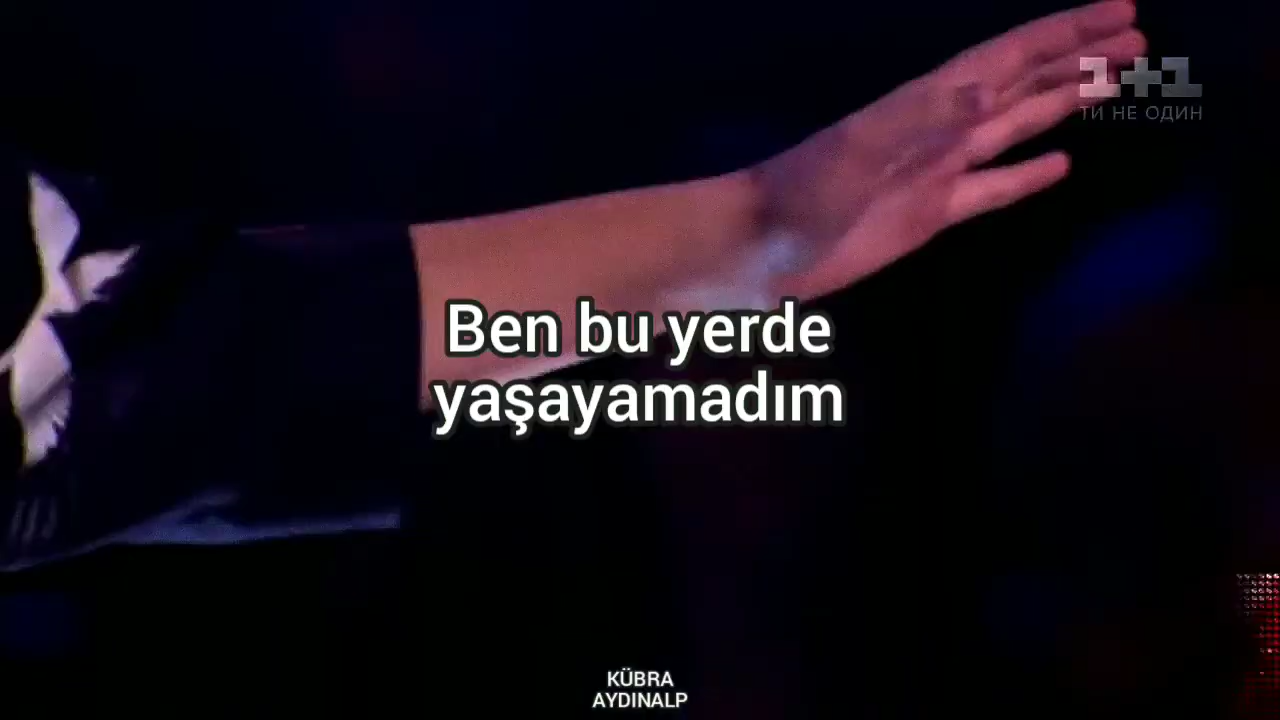 1+1
ТИ НЕ ОДИН
Ben bu yerde
yaşayamadım
KÜBRA
AYDINALP